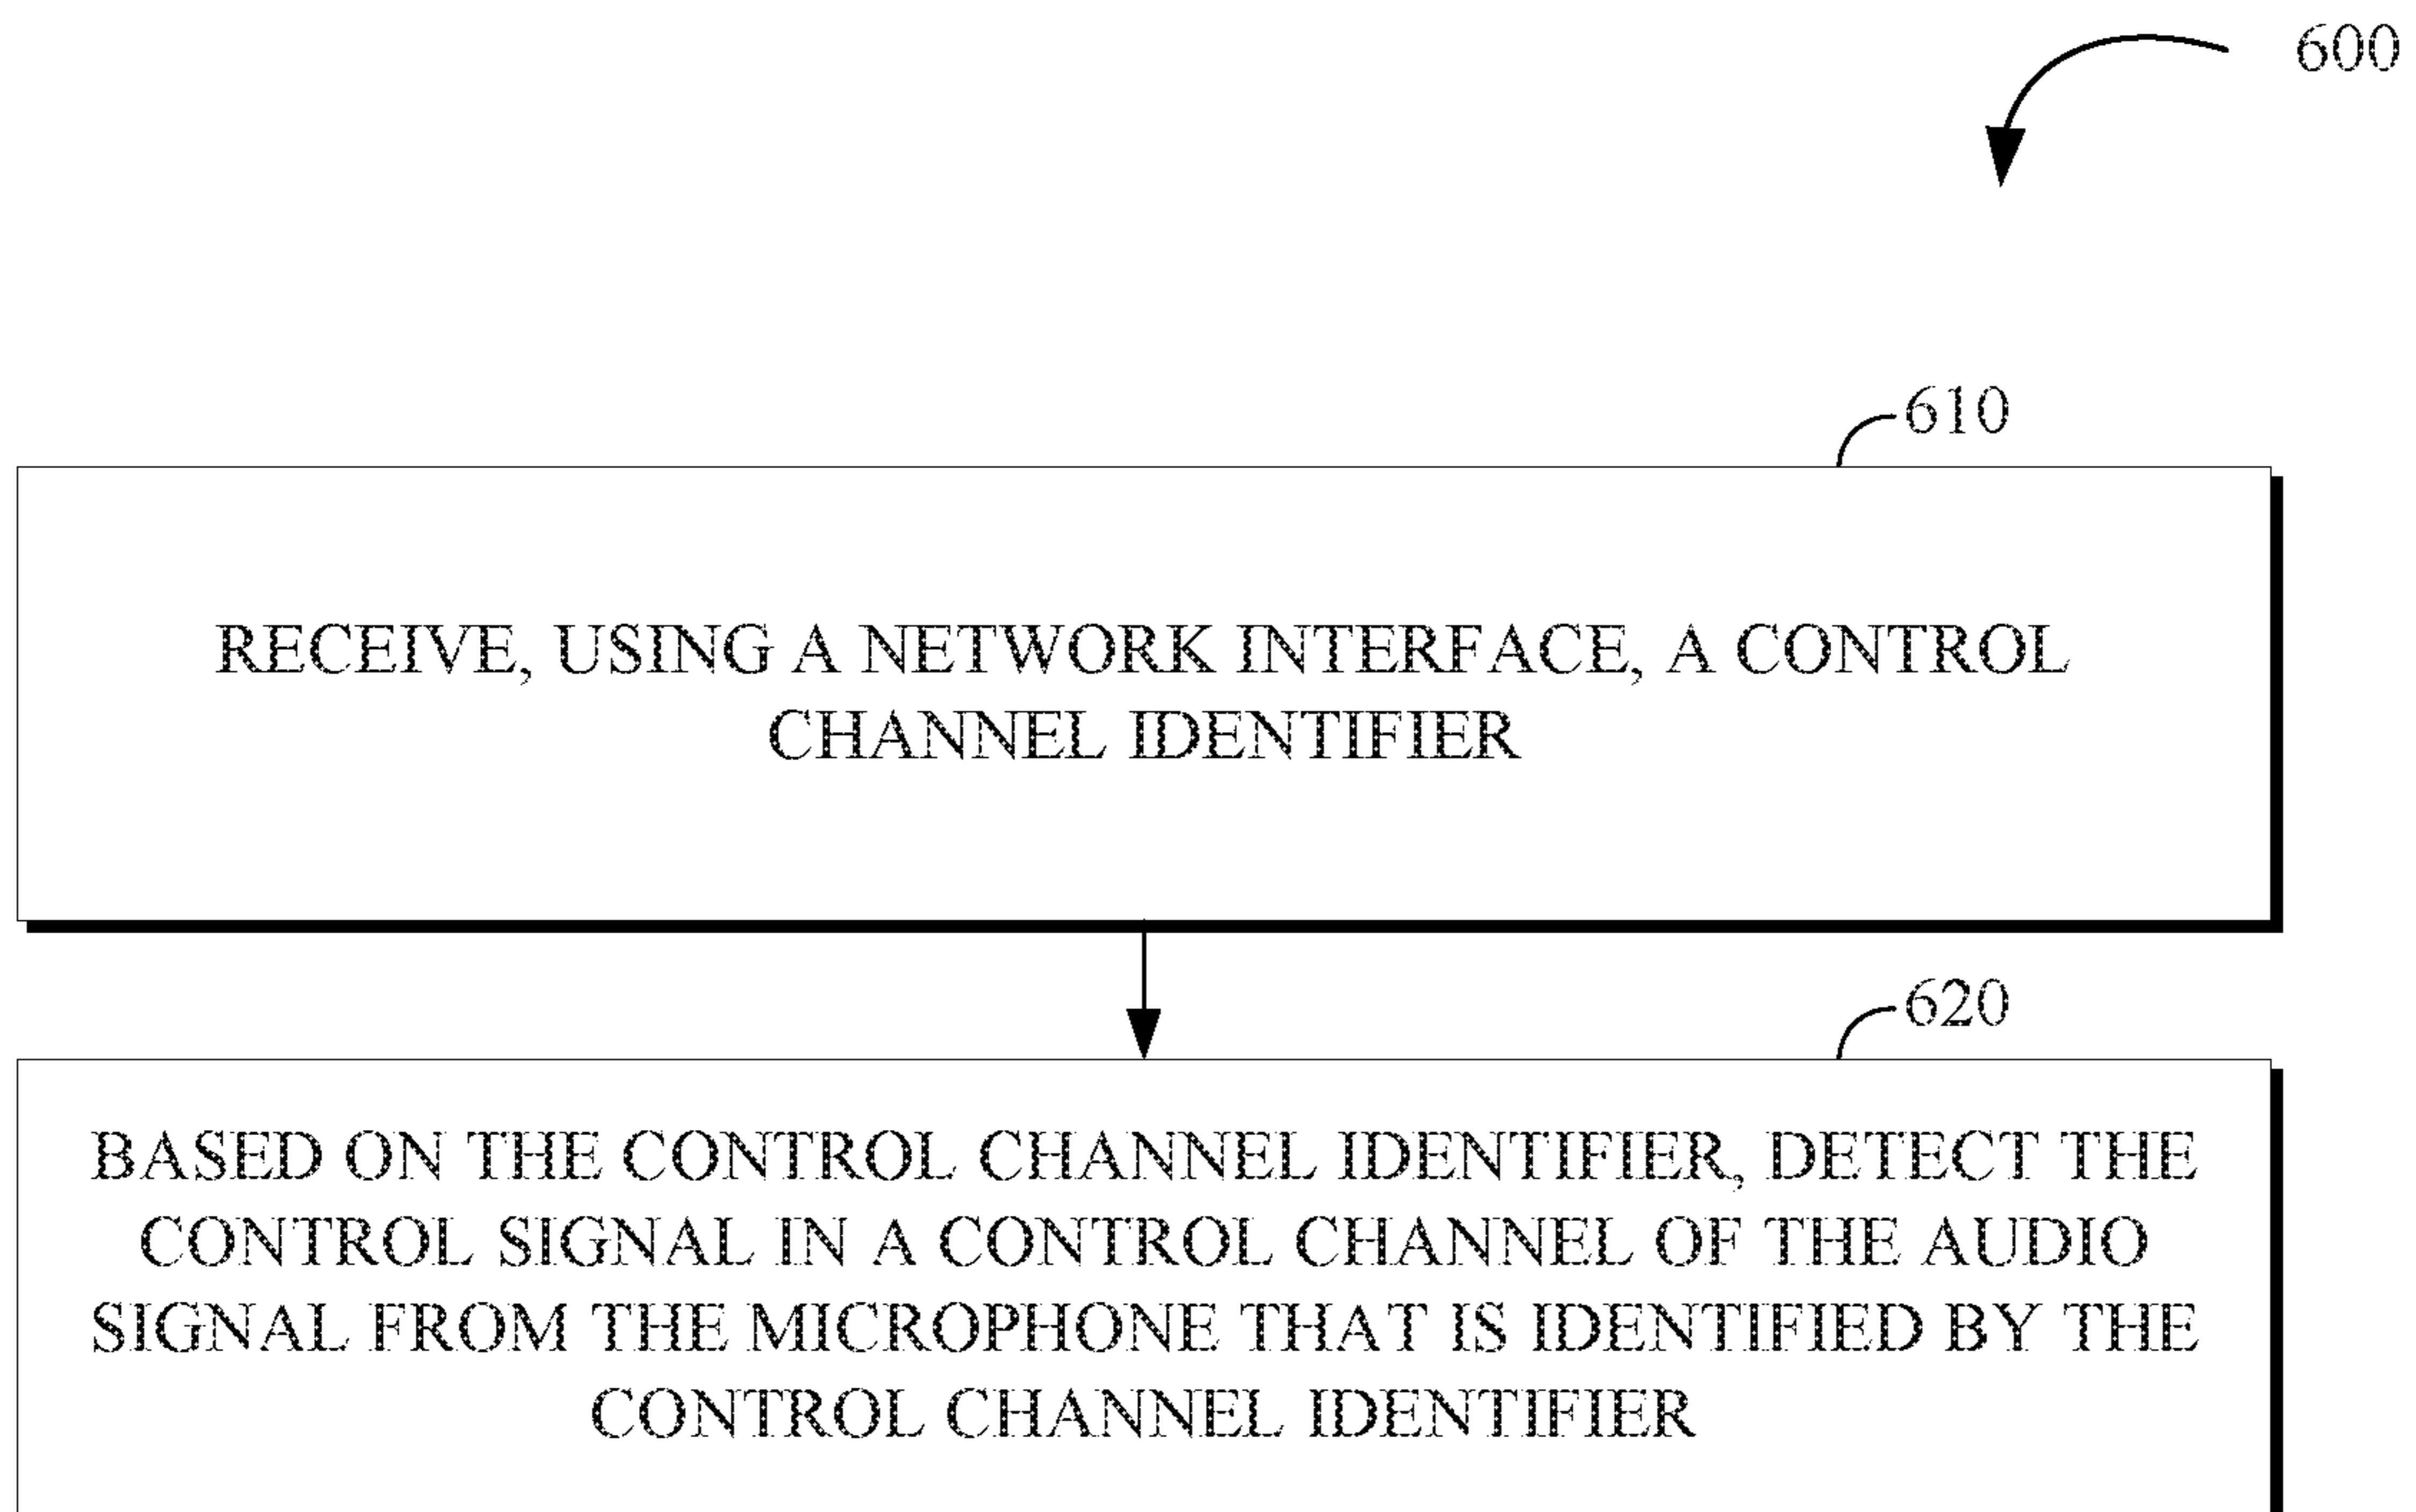 600
610
RECEIVE, USING A NETWORK INTERFACE, A CONTROL
CHANNEL IDENTIFIER
620
BASED ON THE CONTROL CHANNEL IDENTIFIER, DETECT THE
CONTROL SIGNAL IN A CONTROL CHANNEL OF THE AUDIO
SIGNAL FROM THE MICROPHONE THAT IS IDENTIFIED BY THE
CONTROL CHANNEL IDENTIFIER